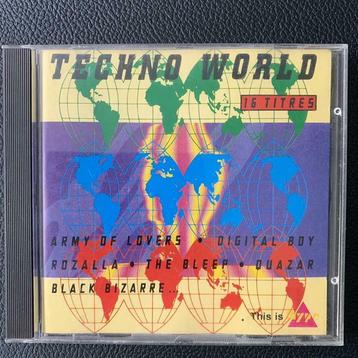 TECHNO WORLD
16 TITRES
ARMY OF LOVERS • DIGITAL BOY
ROZALLA • THE BLEEP • QUAZAR
BLACK BIZARRE...
This is